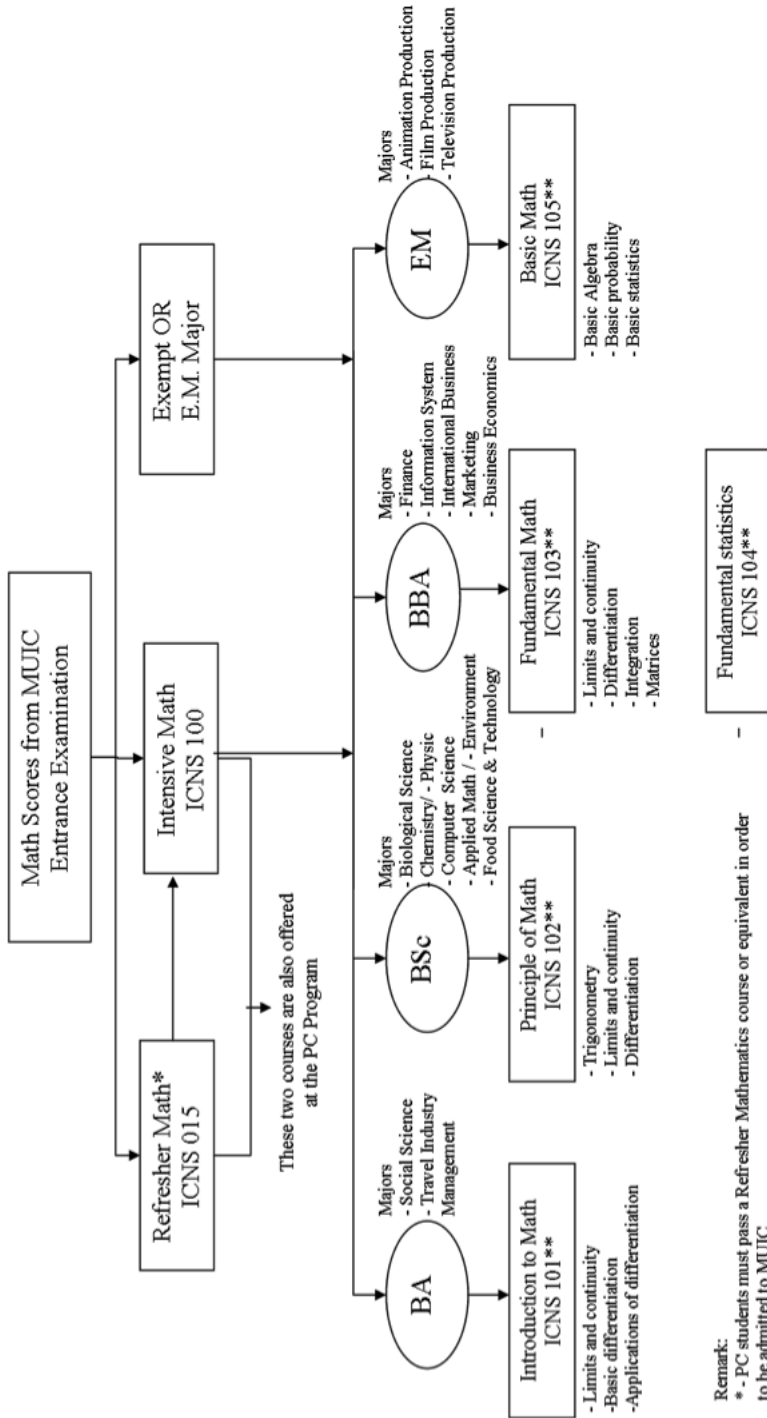 Math Scores from MUIC
Entrance Examination
Refresher Math*
ICNS 015
Intensive Math
ICNS 100
Exempt OR
E.M. Major
These two courses are also offered
at the PC Program
BA
Majors
- Social Science
- Travel Industry
Management
BSc
Majors
- Biological Science
- Chemistry/ - Physic
- Computer Science
- Applied Math / - Environment
- Food Science & Technology
BBA
Majors
- Finance
- Information System
- International Business
- Marketing
- Business Economics
EM
Majors
- Animation Production
- Film Production
- Television Production
Introduction to Math
ICNS 101**
- Limits and continuity
-Basic differentiation
-Applications of differentiation
Principle of Math
ICNS 102**
- Trigonometry
- Limits and continuity
- Differentiation
–
Fundamental Math
ICNS 103**
- Limits and continuity
- Differentiation
- Integration
- Matrices
Basic Math
ICNS 105**
- Basic Algebra
- Basic probability
- Basic statistics
–
Fundamental statistics
ICNS 104**
Remark:
* - PC students must pass a Refresher Mathematics course or equivalent in order
to be admitted to MUIC